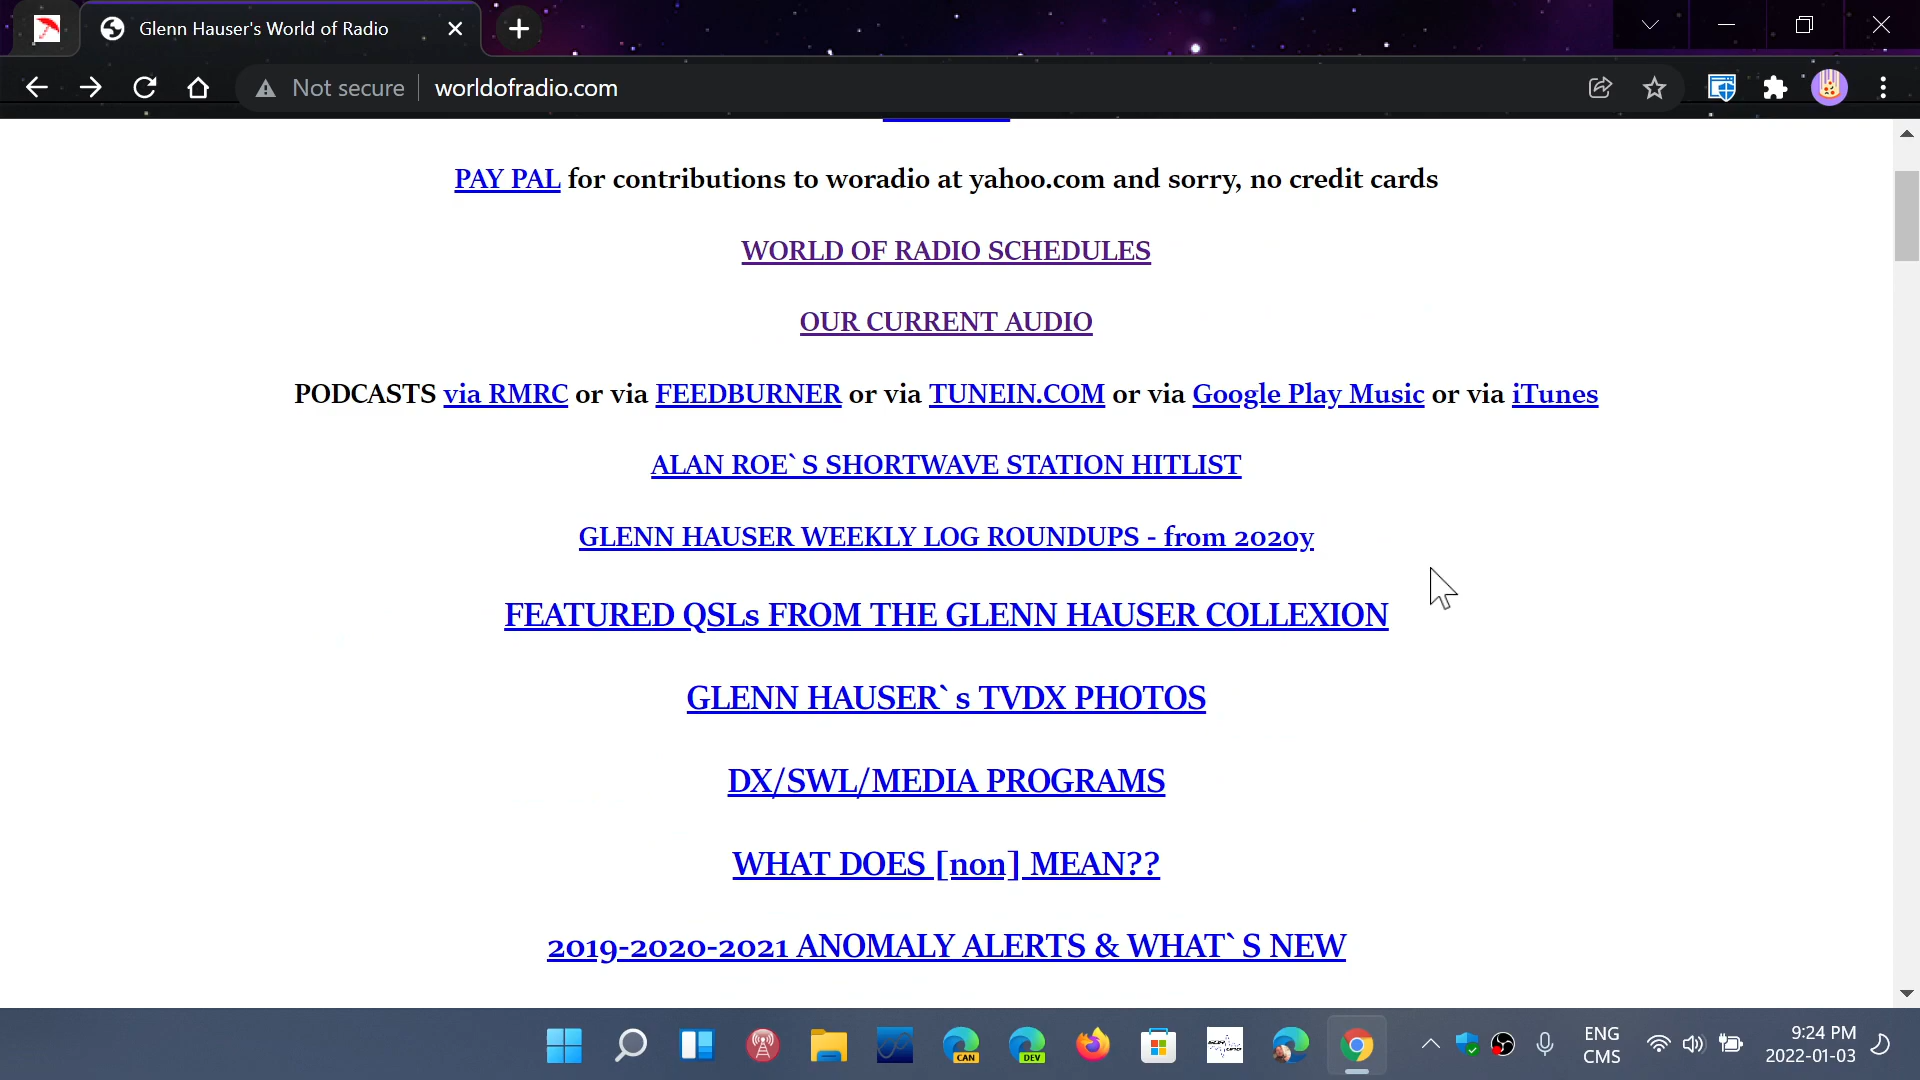 Glenn Hauser's World of Radio
Not secure worldofradio.com
PAY PAL for contributions to woradio at yahoo.com and sorry, no credit cards
WORLD OF RADIO SCHEDULES
OUR CURRENT AUDIO
PODCASTS via RMRC or via FEEDBURNER or via TUNEIN.COM or via Google Play Music or via iTunes
ALAN ROE`S SHORTWAVE STATION HITLIST
GLENN HAUSER WEEKLY LOG ROUNDUPS - from 2020y
FEATURED QSLs FROM THE GLENN HAUSER COLLEXION
GLENN HAUSER`s TVDX PHOTOS
DX/SWL/MEDIA PROGRAMS
WHAT DOES [non] MEAN??
2019-2020-2021 ANOMALY ALERTS & WHAT`S NEW
CAN
DEV
ENG
CMS
9:24 PM
2022-01-03